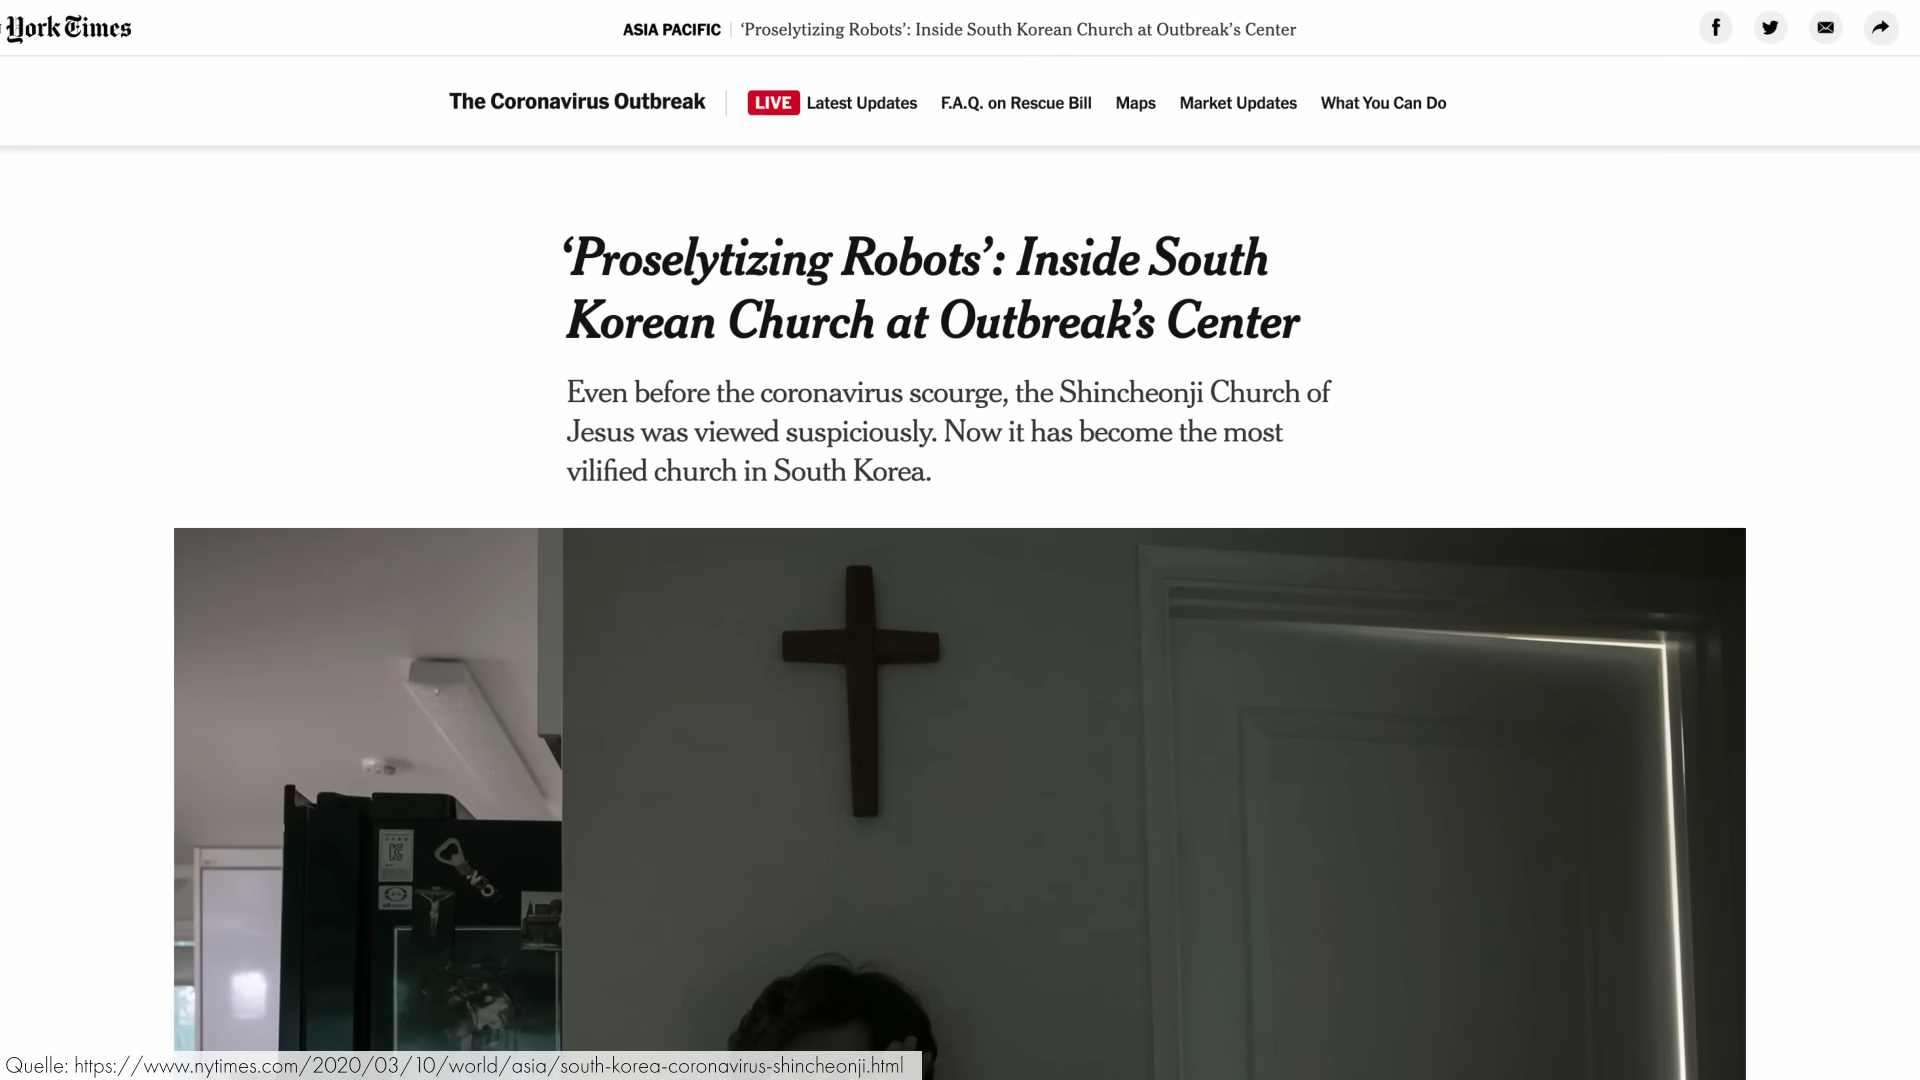 York Times
ASIA PACIFIC ‘Proselytizing Robots’: Inside South Korean Church at Outbreak’s Center
The Coronavirus Outbreak
LIVE Latest Updates F.A.Q. on Rescue Bill Maps Market Updates What You Can Do
‘Proselytizing Robots’: Inside South
Korean Church at Outbreak’s Center
Even before the coronavirus scourge, the Shincheonji Church of
Jesus was viewed suspiciously. Now it has become the most
vilified church in South Korea.
Quelle: https://www.nytimes.com/2020/03/10/world/asia/south-korea-coronavirus-shincheonji.html